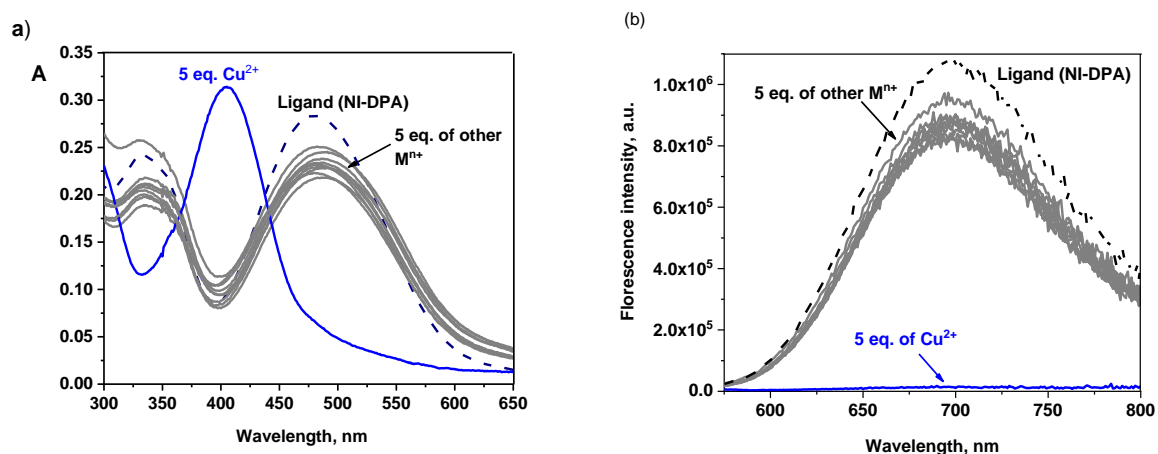 a)
A
0.35
0.30
0.25
0.20
0.15
0.10
0.05
0.00
300 350 400 450 500 550 600 650
Wavelength, nm
5 eq. Cu²⁺
Ligand (NI-DPA)
5 eq. of other
Mⁿ⁺
(b)
Florescence intensity, a.u.
1.0x10⁶
8.0x10⁵
6.0x10⁵
4.0x10⁵
2.0x10⁵
0.0
600 650 700 750 800
Wavelength, nm
Ligand (NI-DPA)
5 eq. of other Mⁿ⁺
5 eq. of Cu²⁺